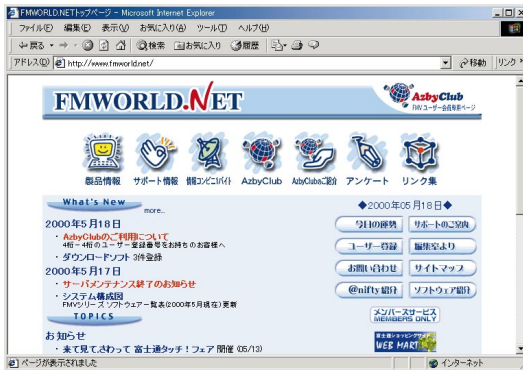 FMWORLD.NETトップページ - Microsoft Internet Explorer
ファイル(F) 編集(E) 表示(V) お気に入り(A) ツール(T) ヘルプ(H)
戻る 検索 お気に入り 履歴
アドレス(D) http://www.fmworld.net/ 移動 リンク
FMWORLD.NET
AzbyClub
FMVユーザー会員専用ページ
製品情報 サポート情報 情報コンビニバイト AzbyClub AzbyClubのご紹介 アンケート リンク集
What's New
more...
2000年5月18日
・AzbyClubのご利用について
4桁-4桁のユーザー登録番号をお持ちのお客様へ
・ダウンロードソフト 3件登録
2000年5月17日
・サーバメンテナンス終了のお知らせ
・システム構成図
FMVシリーズ ソフトウェア一覧表(2000年5月現在)更新
TOPICS
お知らせ
・来て見てさわって 富士通タッチ!フェア 開催 (05/13)
◆2000年05月18日◆
今日の運勢 サポートのご案内
ユーザー登録 編集室より
お問い合わせ サイトマップ
@nifty紹介 ソフトウェア紹介
メンバーズサービス
MEMBERS ONLY
富士通ショッピングサイト
WEB MART
ページが表示されました インターネット